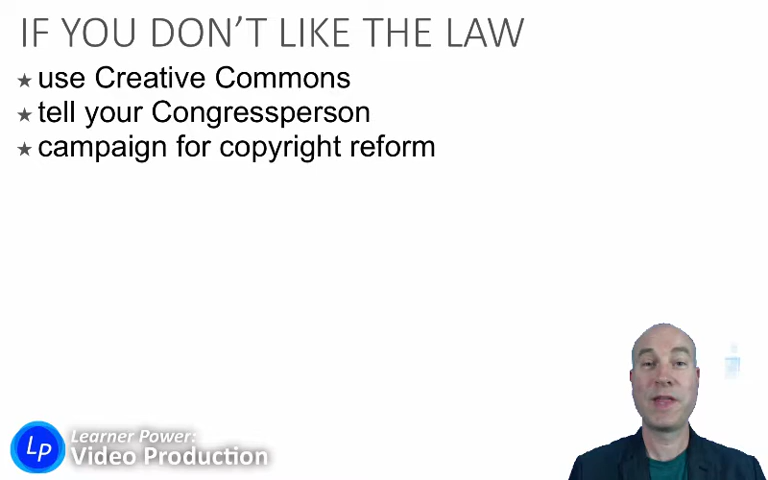 IF YOU DON'T LIKE THE LAW
★ use Creative Commons
★ tell your Congressperson
★ campaign for copyright reform
Lp
Learner Power:
Video Production